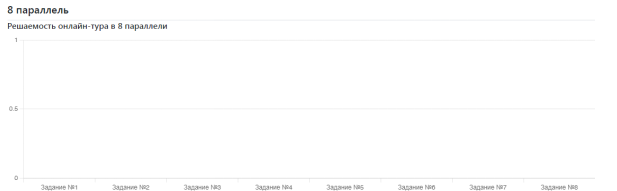 8 параллель
Решаемость онлайн-тура в 8 параллели
1
0.5
0
Задание №1 Задание №2 Задание №3 Задание №4 Задание №5 Задание №6 Задание №7 Задание №8